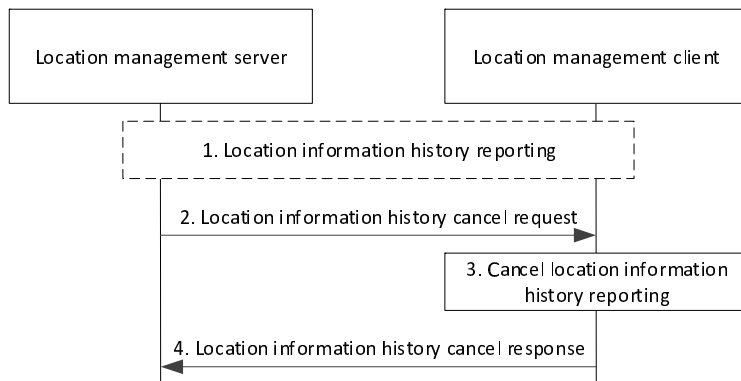 Location management server
Location management client
1. Location information history reporting
2. Location information history cancel request
3. Cancel location information
history reporting
4. Location information history cancel response